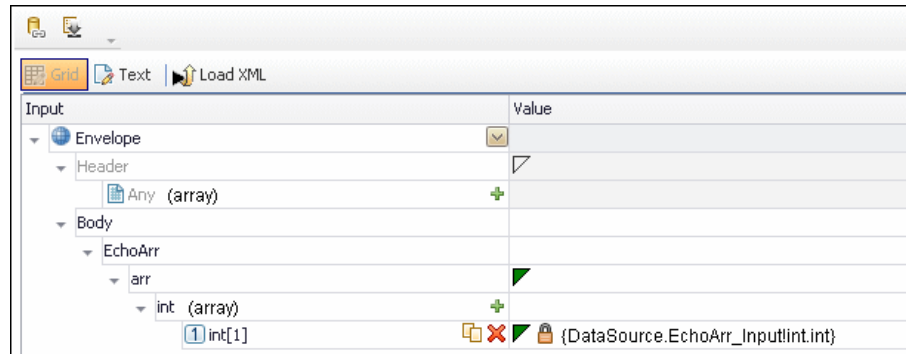 Grid Text Load XML
Input Value
Envelope
Header
Any (array)
Body
EchoArr
arr
int (array)
1 int[1] {DataSource.EchoArr_Input!int.int}